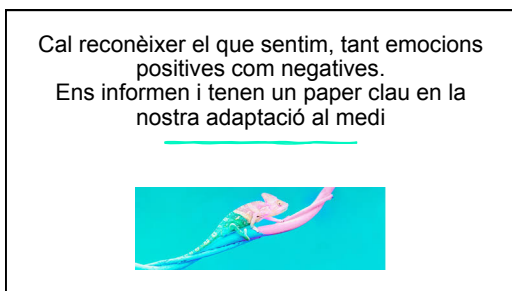 Cal reconèixer el que sentim, tant emocions
positives com negatives.
Ens informen i tenen un paper clau en la
nostra adaptació al medi